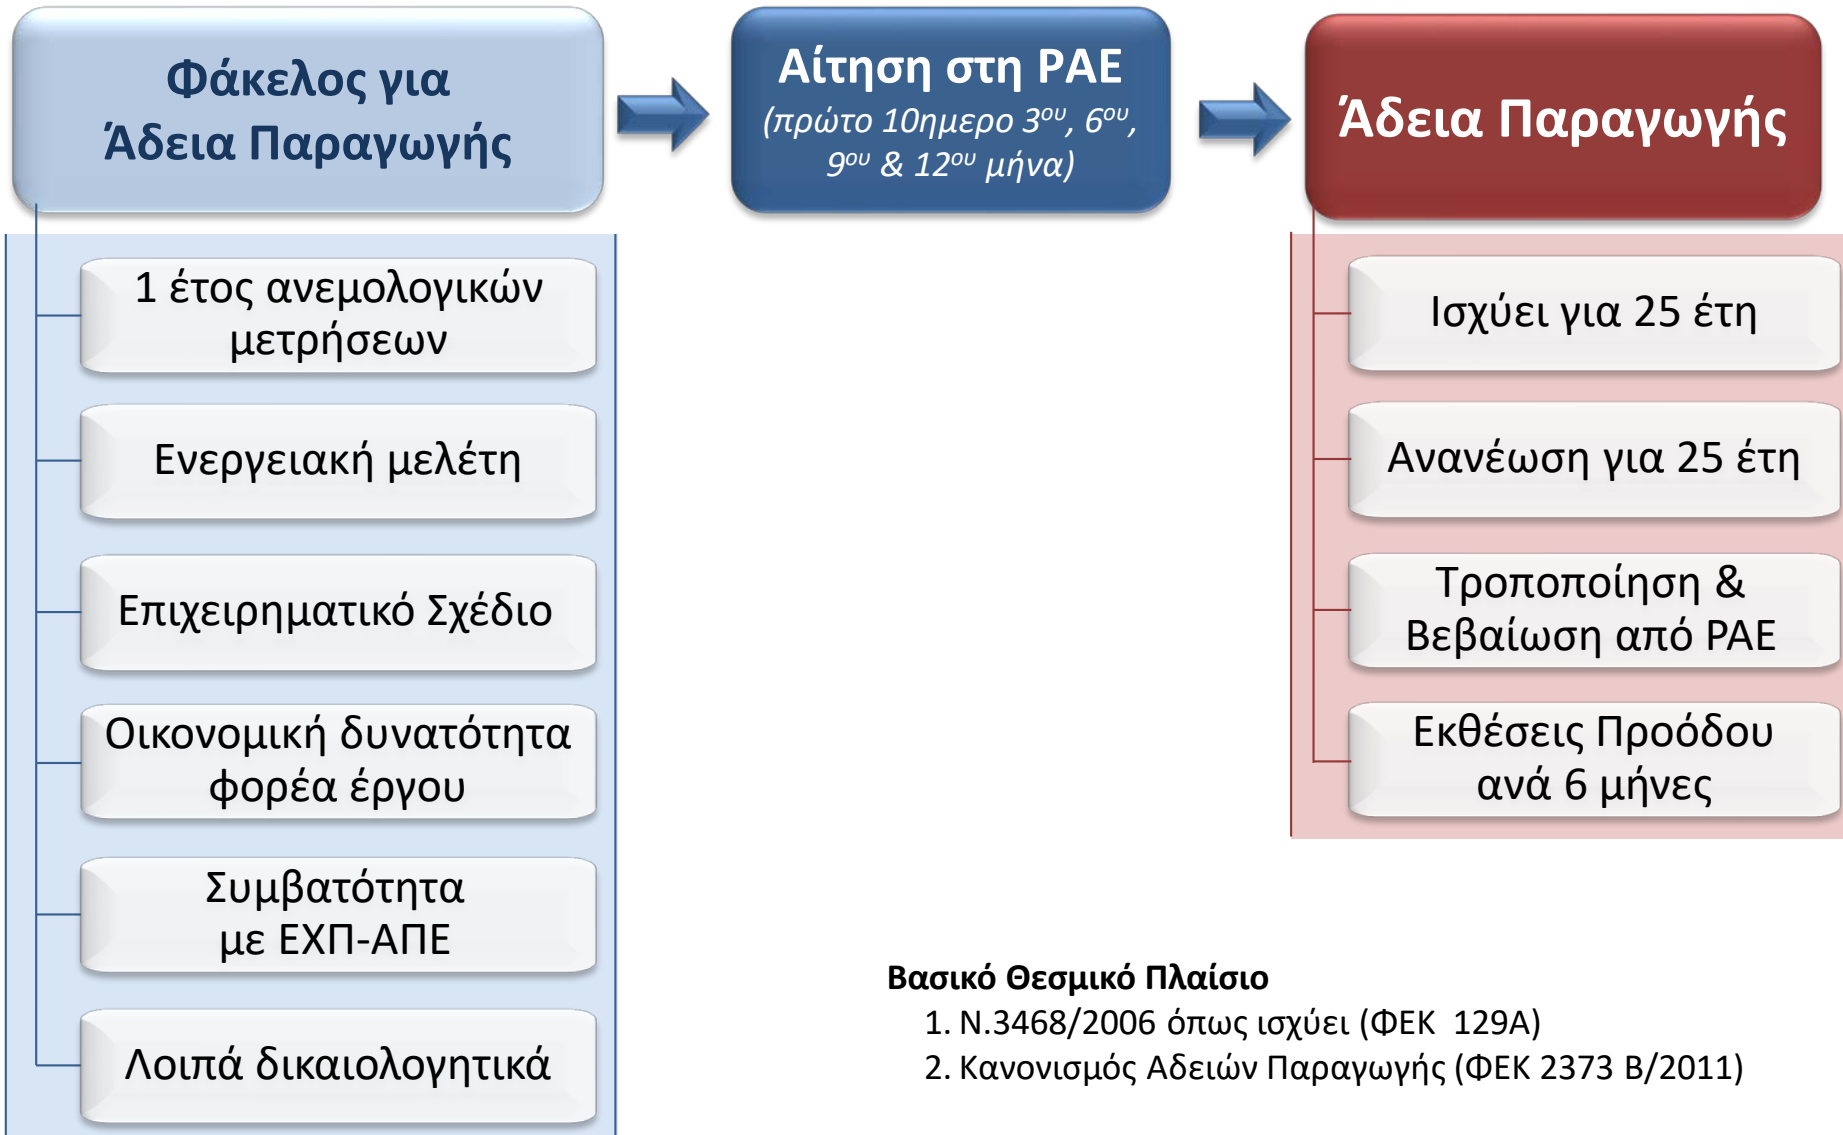 Φάκελος για
Άδεια Παραγωγής
1 έτος ανεμολογικών
μετρήσεων
Ενεργειακή μελέτη
Επιχειρηματικό Σχέδιο
Οικονομική δυνατότητα
φορέα έργου
Συμβατότητα
με ΕΧΠ-ΑΠΕ
Λοιπά δικαιολογητικά
Αίτηση στη ΡΑΕ
(πρώτο 10ημερο 3ου, 6ου,
9ου & 12ου μήνα)
Άδεια Παραγωγής
Ισχύει για 25 έτη
Ανανέωση για 25 έτη
Τροποποίηση &
Βεβαίωση από ΡΑΕ
Εκθέσεις Προόδου
ανά 6 μήνες
Βασικό Θεσμικό Πλαίσιο
1. Ν.3468/2006 όπως ισχύει (ΦΕΚ 129Α)
2. Κανονισμός Αδειών Παραγωγής (ΦΕΚ 2373 Β/2011)